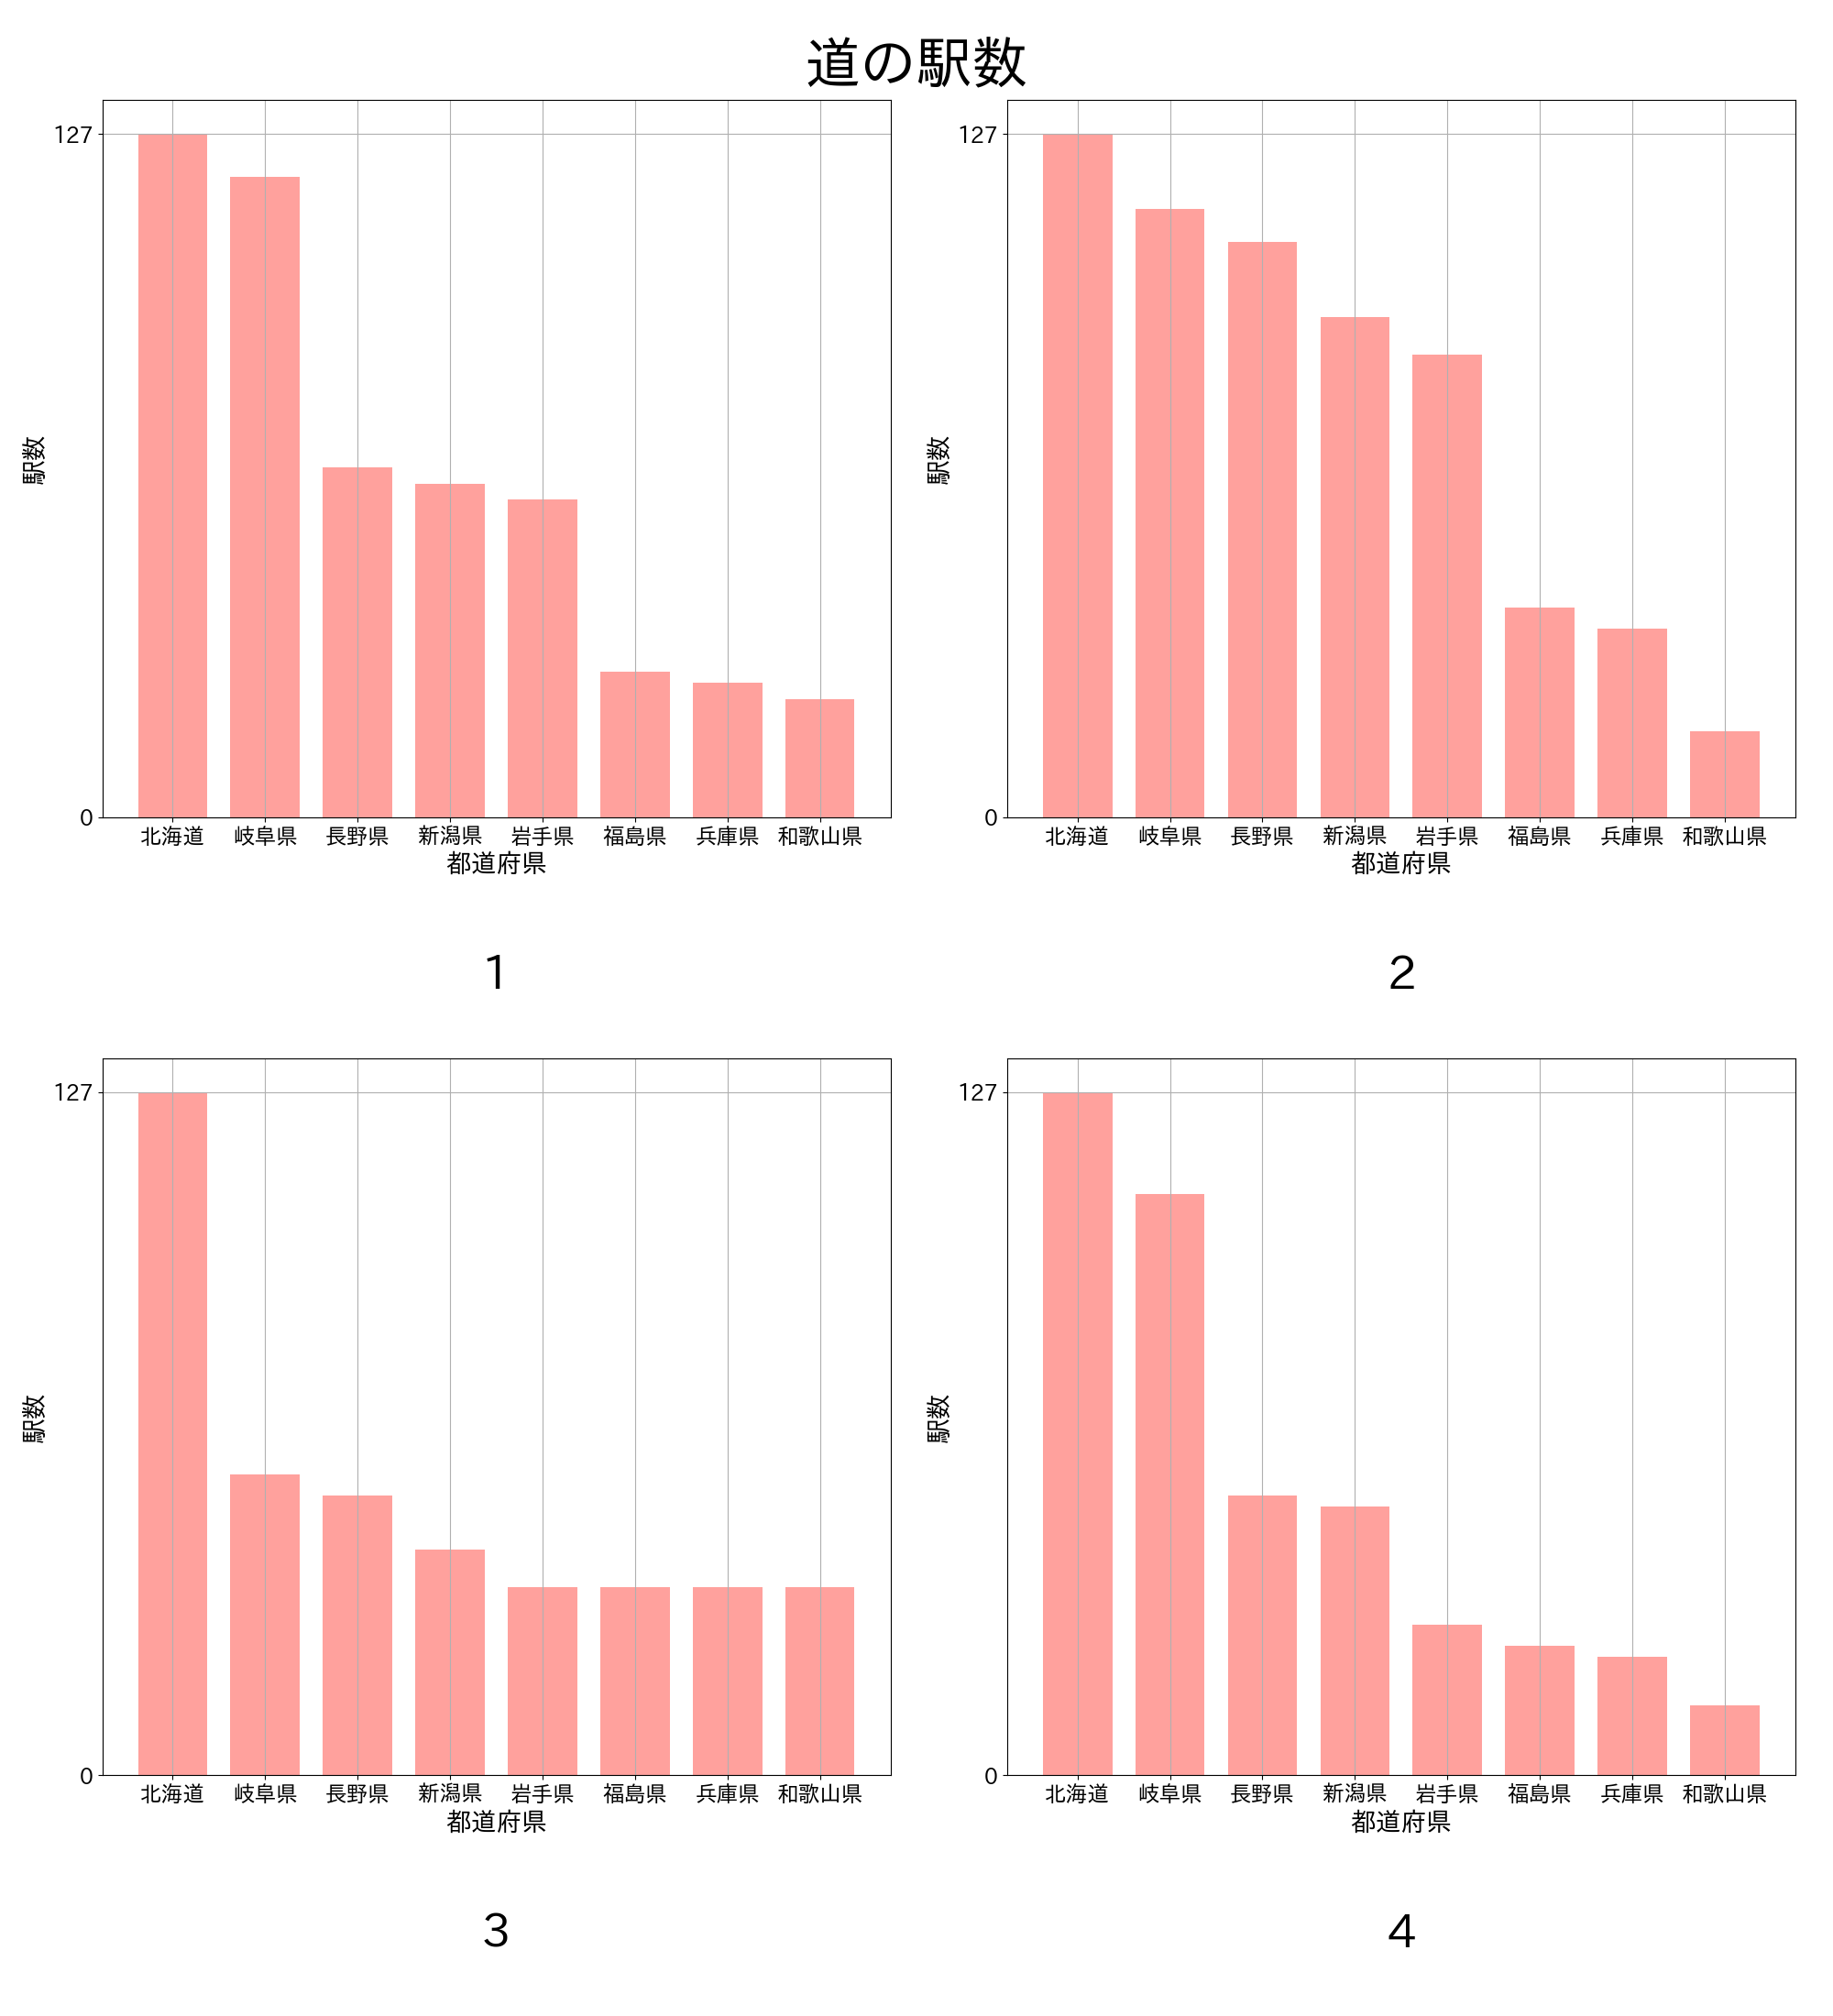 道の駅数
127
駅数
0
北海道 岐阜県 長野県 新潟県 岩手県 福島県 兵庫県 和歌山県
都道府県
1
127
駅数
0
北海道 岐阜県 長野県 新潟県 岩手県 福島県 兵庫県 和歌山県
都道府県
2
127
駅数
0
北海道 岐阜県 長野県 新潟県 岩手県 福島県 兵庫県 和歌山県
都道府県
3
127
駅数
0
北海道 岐阜県 長野県 新潟県 岩手県 福島県 兵庫県 和歌山県
都道府県
4